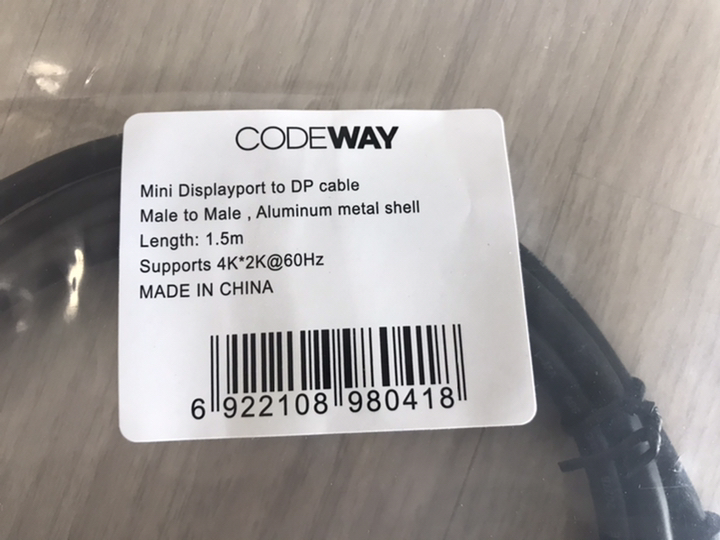 CODEWAY
Mini Displayport to DP cable
Male to Male , Aluminum metal shell
Length: 1.5m
Supports 4K*2K@60Hz
MADE IN CHINA
6 922108 980418